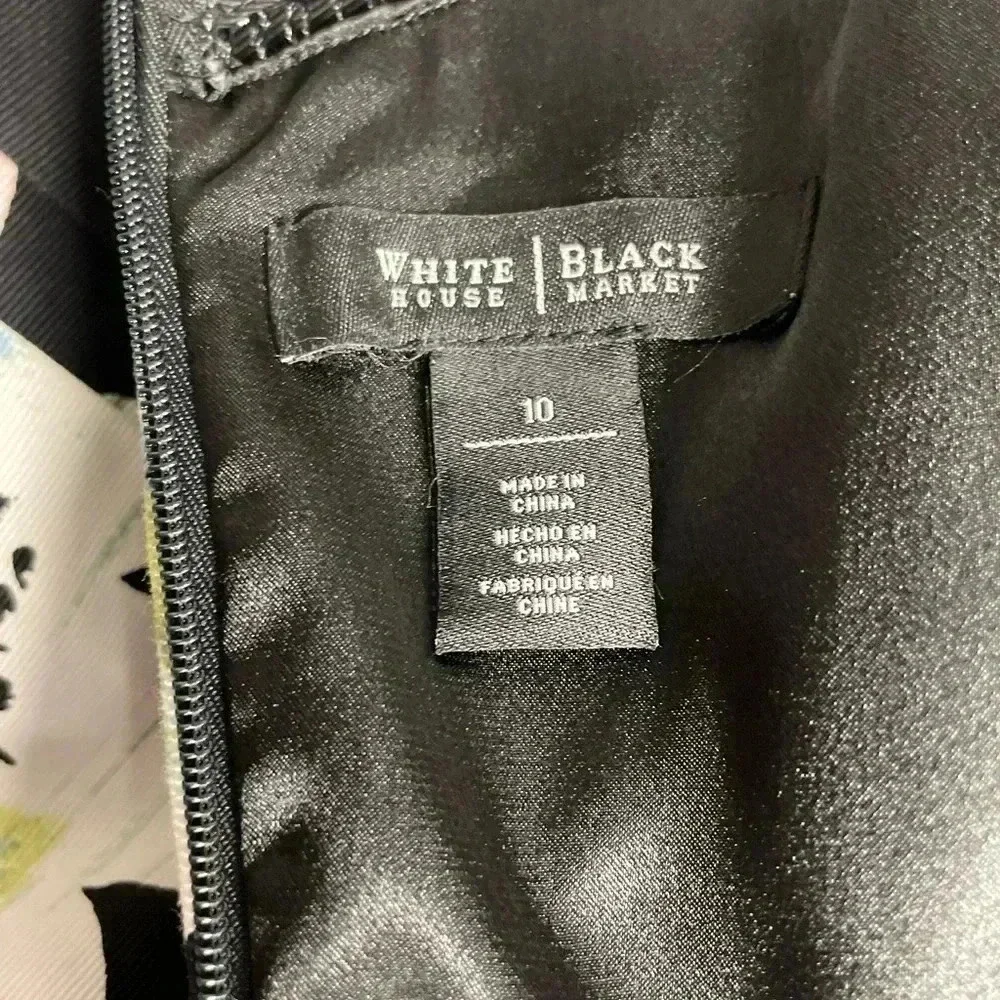 WHITE | BLACK
HOUSE | MARKET
10
MADE IN
CHINA
HECHO EN
CHINA
FABRIQUE EN
CHINE